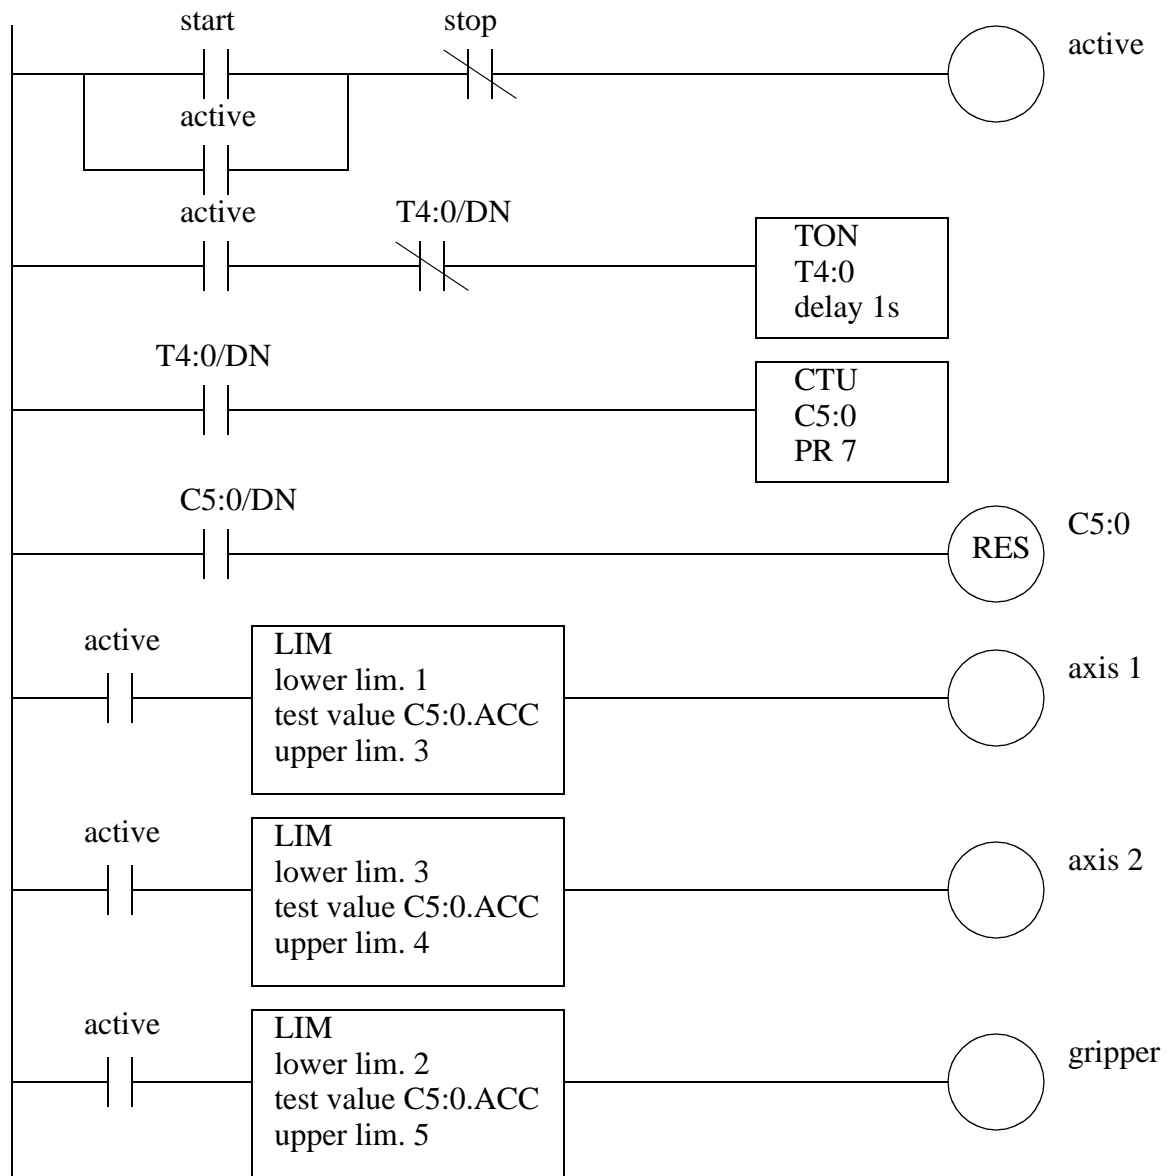 start
stop
active
active
active
T4:0/DN
TON
T4:0
delay 1s
T4:0/DN
CTU
C5:0
PR 7
C5:0/DN
RES
C5:0
active
LIM
lower lim. 1
test value C5:0.ACC
upper lim. 3
axis 1
active
LIM
lower lim. 3
test value C5:0.ACC
upper lim. 4
axis 2
active
LIM
lower lim. 2
test value C5:0.ACC
upper lim. 5
gripper